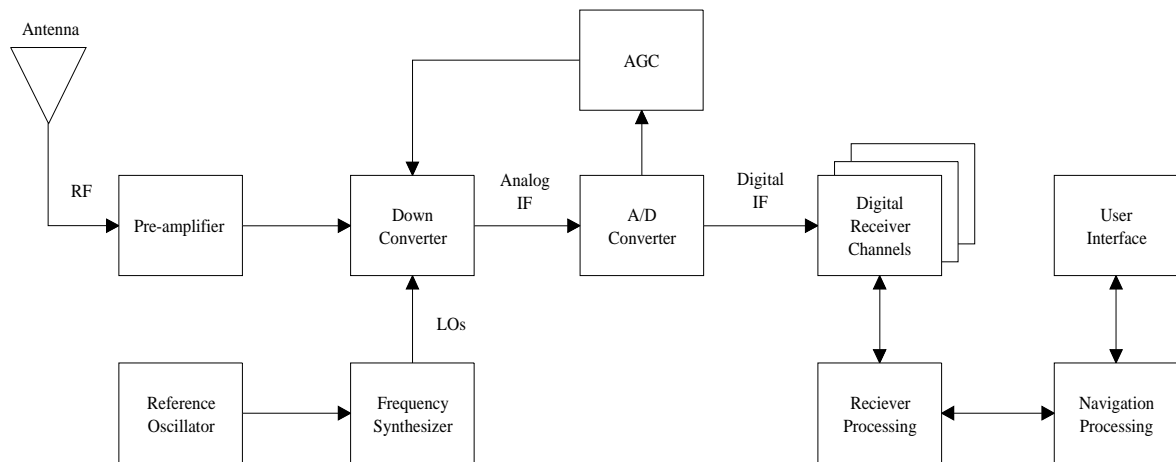 Antenna
AGC
RF
Pre-amplifier
Down
Converter
Analog
IF
A/D
Converter
Digital
IF
Digital
Receiver
Channels
User
Interface
LOs
Reference
Oscillator
Frequency
Synthesizer
Reciever
Processing
Navigation
Processing